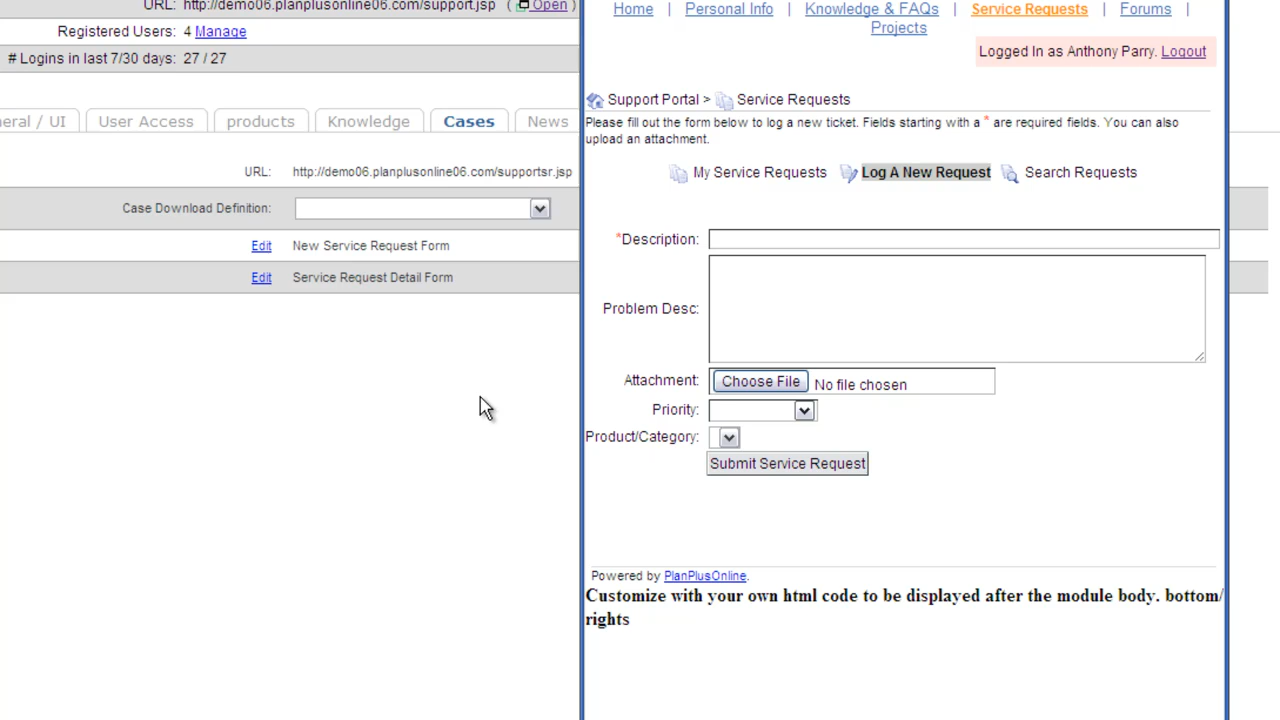 URL: http://demo06.planplusonline06.com/support.jsp ( Open )
Registered Users: 4 Manage
# Logins in last 7/30 days: 27 / 27
eral / UI User Access products Knowledge Cases News
URL: http://demo06.planplusonline06.com/supportsr.jsp
Case Download Definition:
Edit New Service Request Form
Edit Service Request Detail Form
Home | Personal Info | Knowledge & FAQs | Service Requests | Forums |
Projects
Logged In as Anthony Parry. Logout
Support Portal > Service Requests
Please fill out the form below to log a new ticket. Fields starting with a * are required fields. You can also
upload an attachment.
My Service Requests Log A New Request Search Requests
*Description:
Problem Desc:
Attachment: Choose File No file chosen
Priority:
Product/Category:
Submit Service Request
Powered by PlanPlusOnline.
Customize with your own html code to be displayed after the module body. bottom/
rights